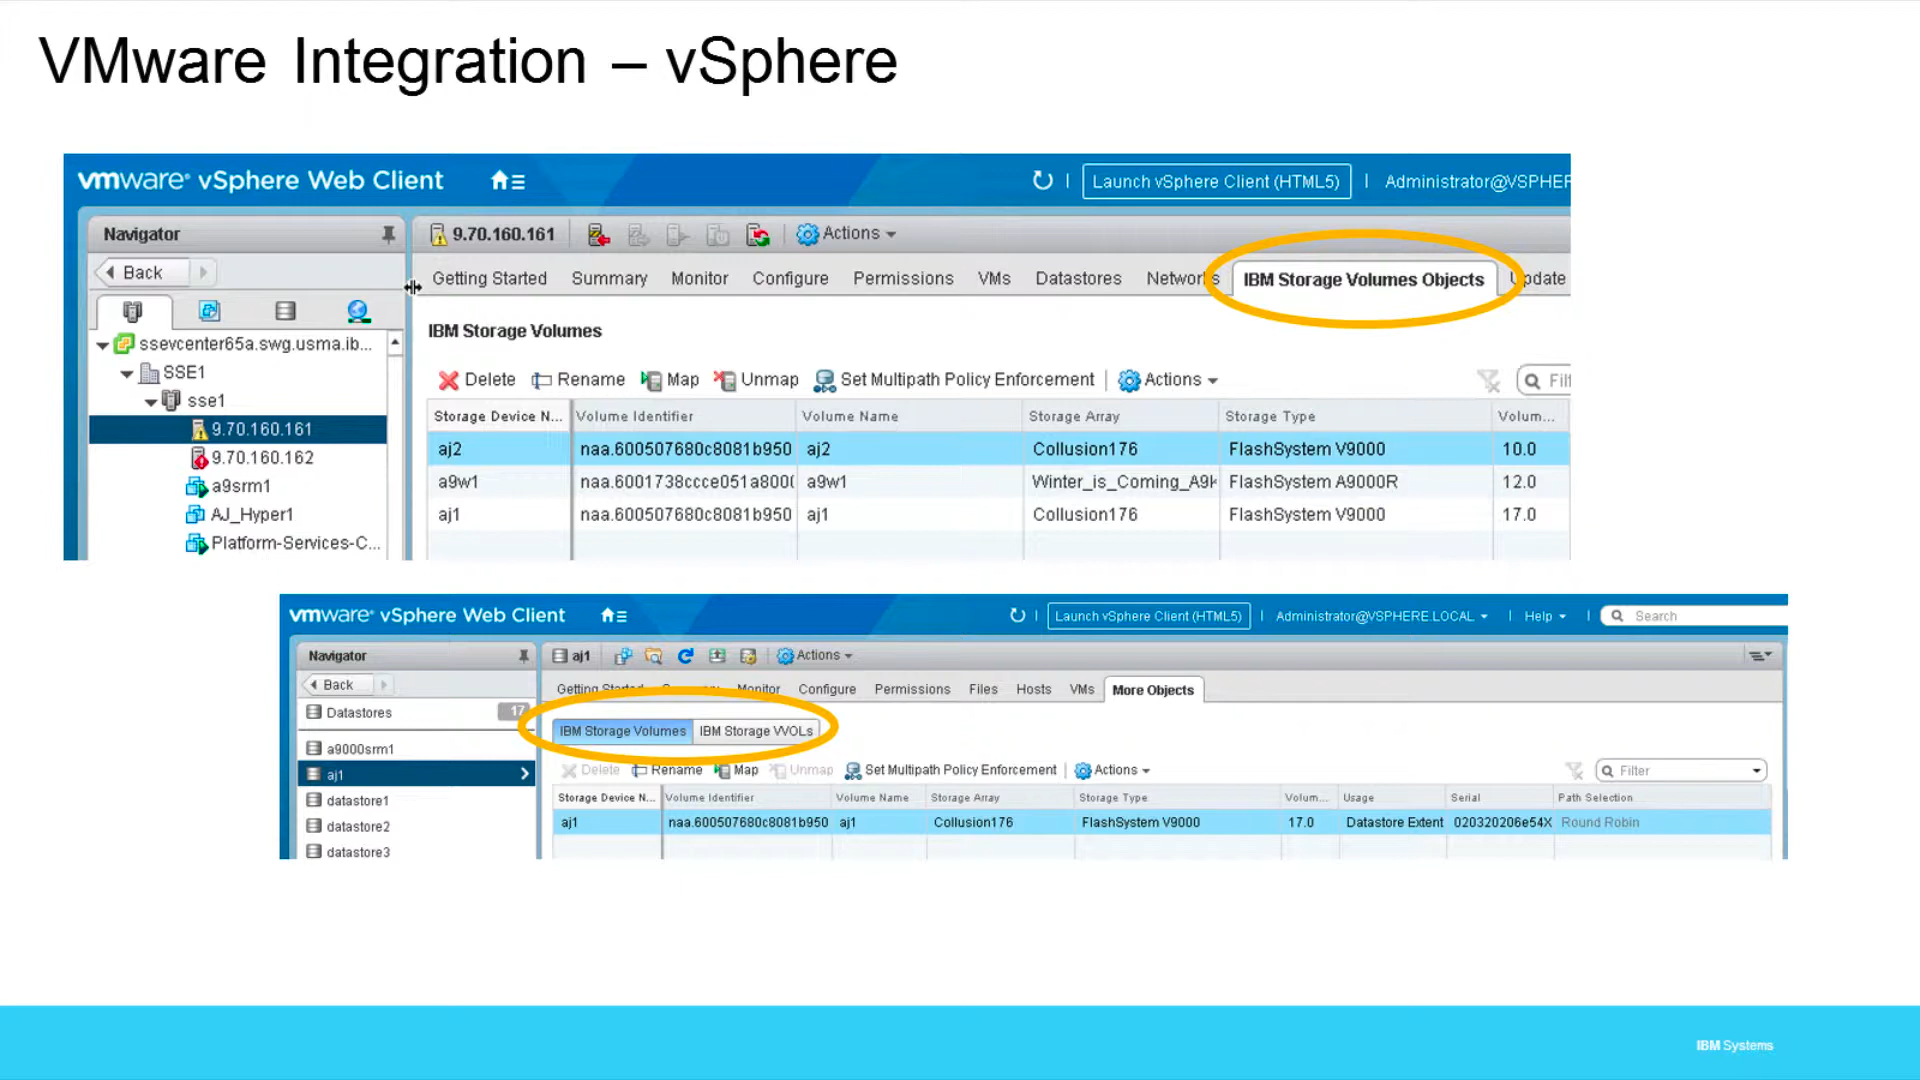 VMware Integration – vSphere
vmware® vSphere Web Client
Launch vSphere Client (HTML5)
Administrator@VSPHER
Navigator
9.70.160.161
Actions
Back
Getting Started Summary Monitor Configure Permissions VMs Datastores Networks IBM Storage Volumes Objects Update
IBM Storage Volumes
ssevcenter65a.swg.usma.ib...
SSE1
sse1
9.70.160.161
9.70.160.162
a9srm1
AJ_Hyper1
Platform-Services-C...
Delete Rename Map Unmap Set Multipath Policy Enforcement Actions
Storage Device N... Volume Identifier Volume Name Storage Array Storage Type Volum...
aj2 naa.600507680c8081b950 aj2 Collusion176 FlashSystem V9000 10.0
a9w1 naa.6001738ccce051a800 a9w1 Winter_is_Coming_A9 FlashSystem A9000R 12.0
aj1 naa.600507680c8081b950 aj1 Collusion176 FlashSystem V9000 17.0
vmware® vSphere Web Client
Launch vSphere Client (HTML5)
Administrator@VSPHERE.LOCAL
Help
Search
Navigator
aj1
Actions
Back
Getting Started Monitor Configure Permissions Files Hosts VMs More Objects
Datastores 17
IBM Storage Volumes IBM Storage VVOLs
a9000srm1
aj1
datastore1
datastore2
datastore3
Delete Rename Map Unmap Set Multipath Policy Enforcement Actions
Filter
Storage Device N... Volume Identifier Volume Name Storage Array Storage Type Volum... Usage Serial Path Selection
aj1 naa.600507680c8081b950 aj1 Collusion176 FlashSystem V9000 17.0 Datastore Extent 020320206e54X Round Robin
IBM Systems